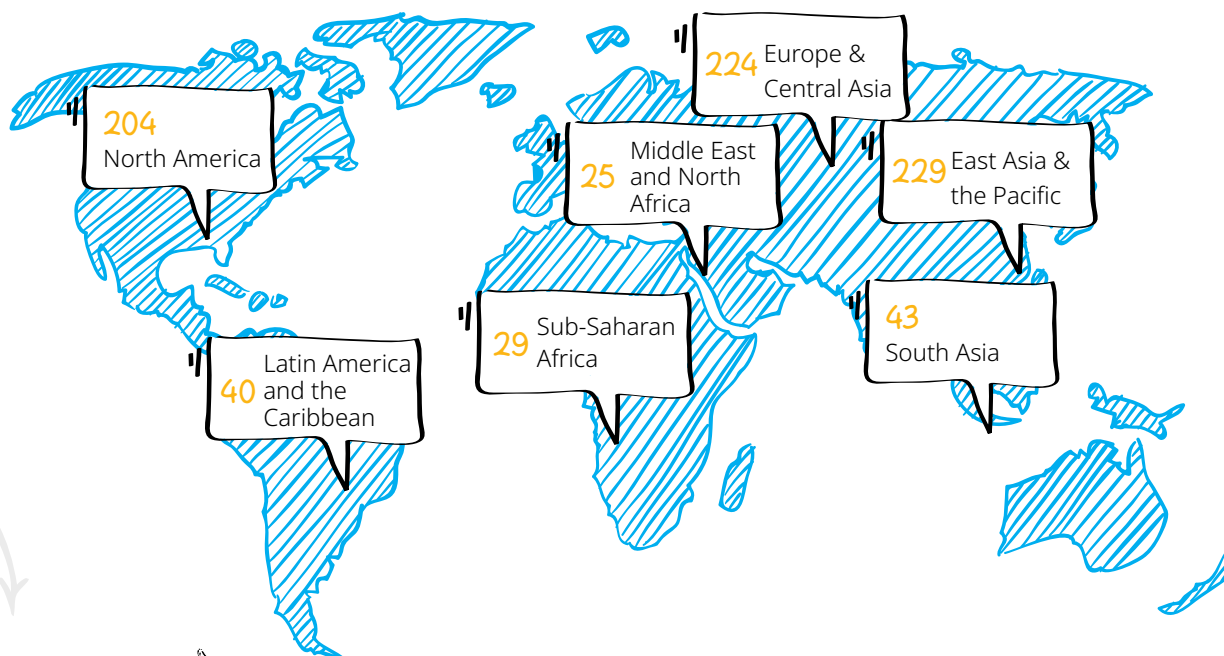 224 Europe &
Central Asia
204
North America
25 Middle East
and North
Africa
229 East Asia &
the Pacific
29 Sub-Saharan
Africa
43
South Asia
40 Latin America
and the
Caribbean